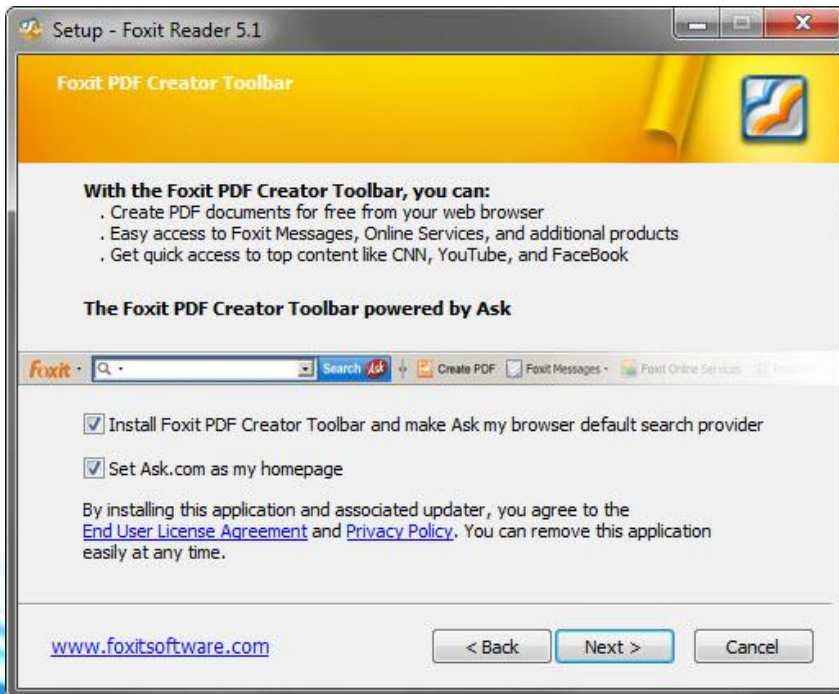 Setup - Foxit Reader 5.1
Foxit PDF Creator Toolbar
With the Foxit PDF Creator Toolbar, you can:
. Create PDF documents for free from your web browser
. Easy access to Foxit Messages, Online Services, and additional products
. Get quick access to top content like CNN, YouTube, and FaceBook
The Foxit PDF Creator Toolbar powered by Ask
Foxit Search Ask Create PDF Foxit Messages Foxit Online Services
Install Foxit PDF Creator Toolbar and make Ask my browser default search provider
Set Ask.com as my homepage
By installing this application and associated updater, you agree to the
End User License Agreement and Privacy Policy. You can remove this application
easily at any time.
www.foxitsoftware.com < Back Next > Cancel